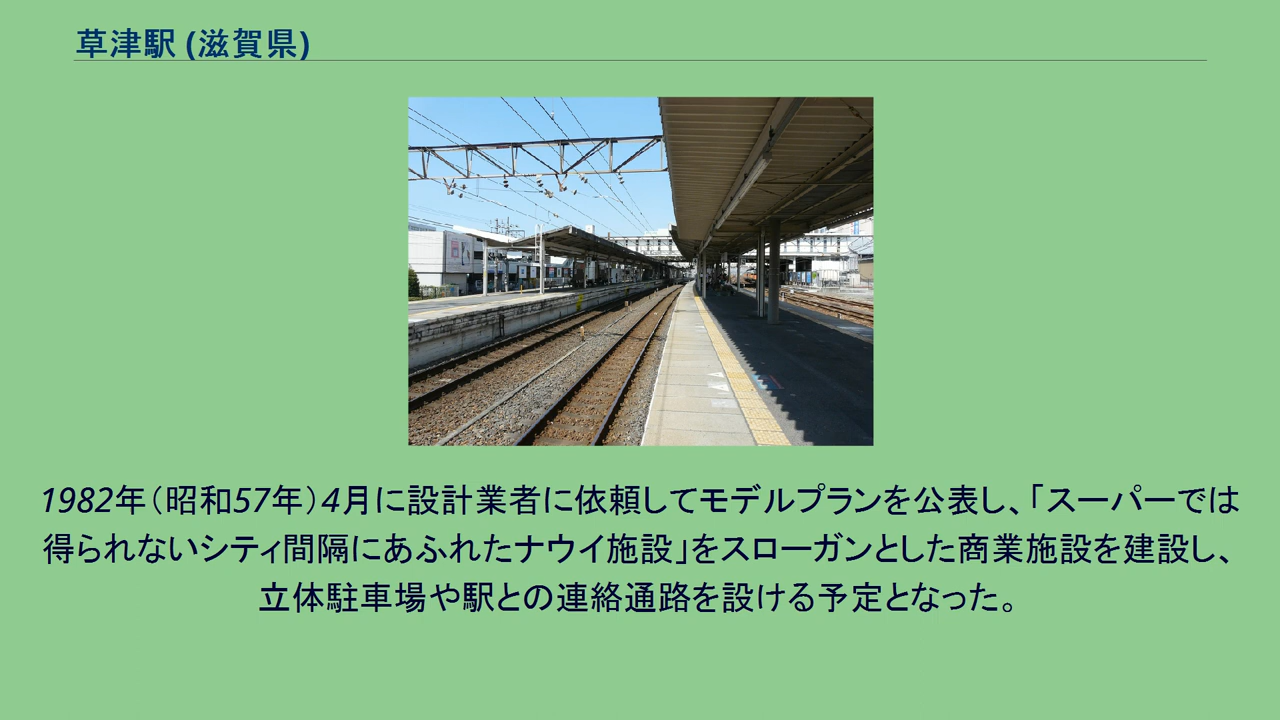 草津駅 (滋賀県)
1982年（昭和57年）4月に設計業者に依頼してモデルプランを公表し、「スーパーでは
得られないシティ間隔にあふれたナウイ施設」をスローガンとした商業施設を建設し、
立体駐車場や駅との連絡通路を設ける予定となった。